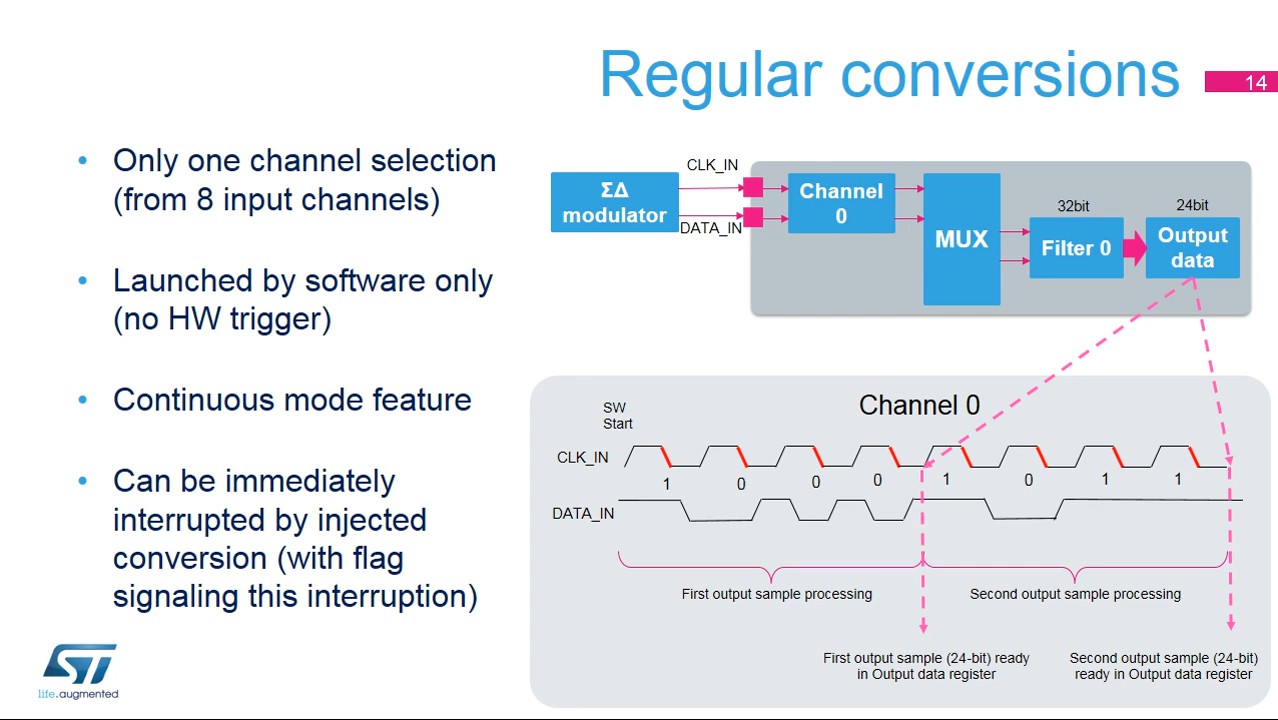 Regular conversions
14
• Only one channel selection
(from 8 input channels)
• Launched by software only
(no HW trigger)
• Continuous mode feature
• Can be immediately
interrupted by injected
conversion (with flag
signaling this interruption)
CLK_IN
ΣΔ
modulator
DATA_IN
Channel
0
MUX
32bit
Filter 0
24bit
Output
data
Channel 0
SW
Start
CLK_IN
1 0 0 0 1 0 1 1
DATA_IN
First output sample processing
Second output sample processing
First output sample (24-bit) ready
in Output data register
Second output sample (24-bit)
ready in Output data register
ST
life.augmented